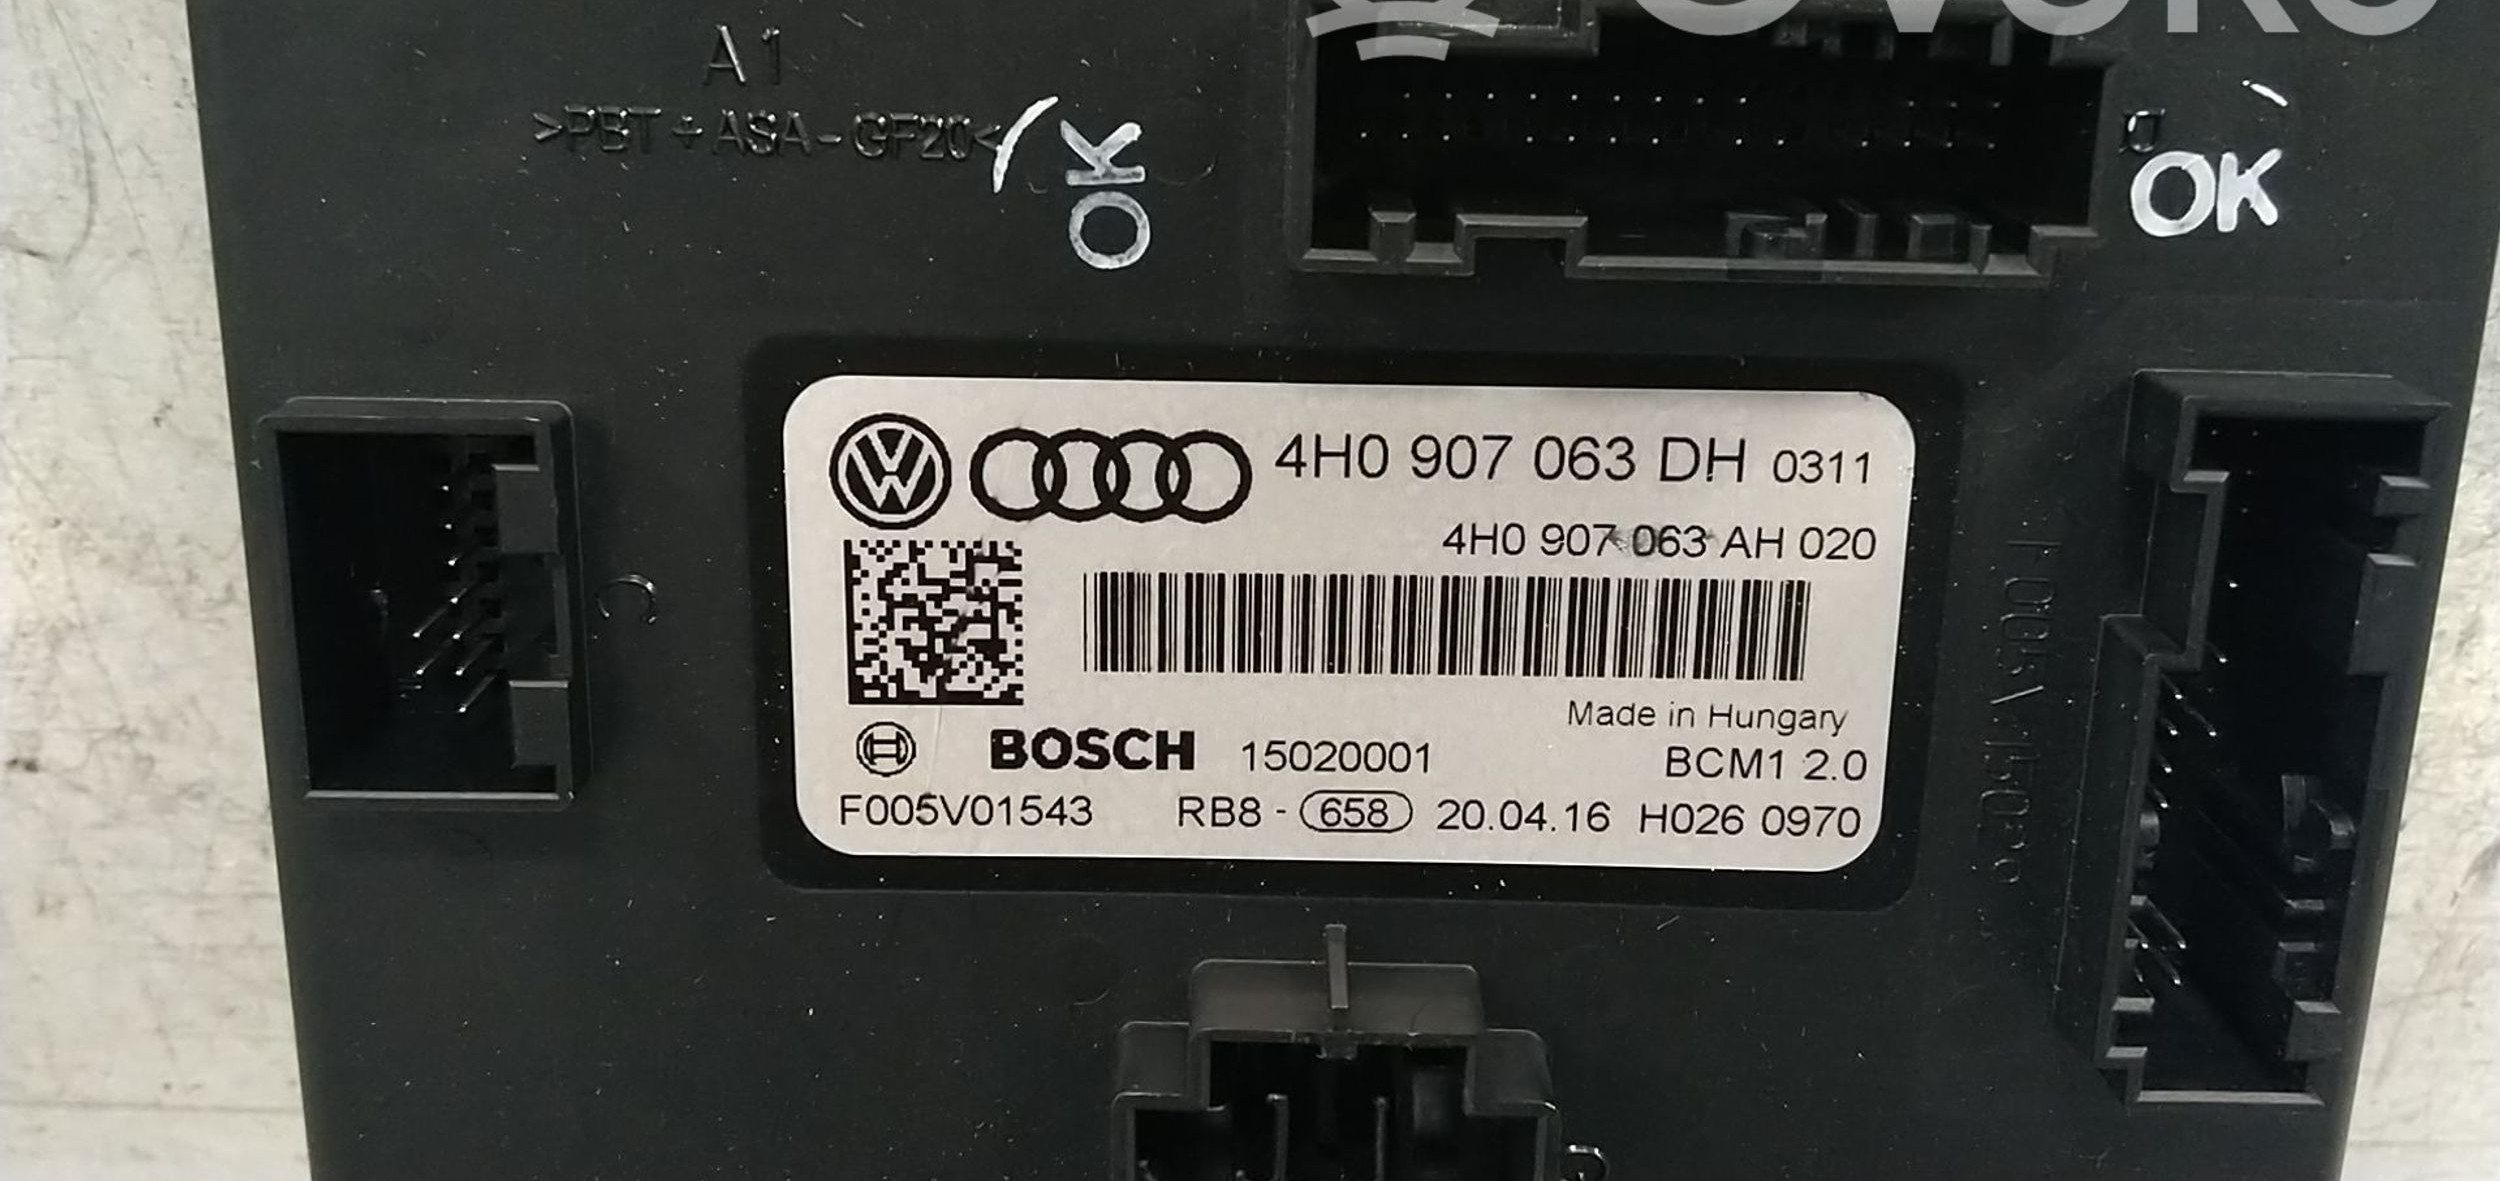 A1
>PBT+ASA-GF20<
OK
OK
4H0 907 063 DH 0311
4H0 907 063 AH 020
Made in Hungary
BOSCH 15020001 BCM1 2.0
F005V01543 RB8 - 658 20.04.16 H026 0970
C